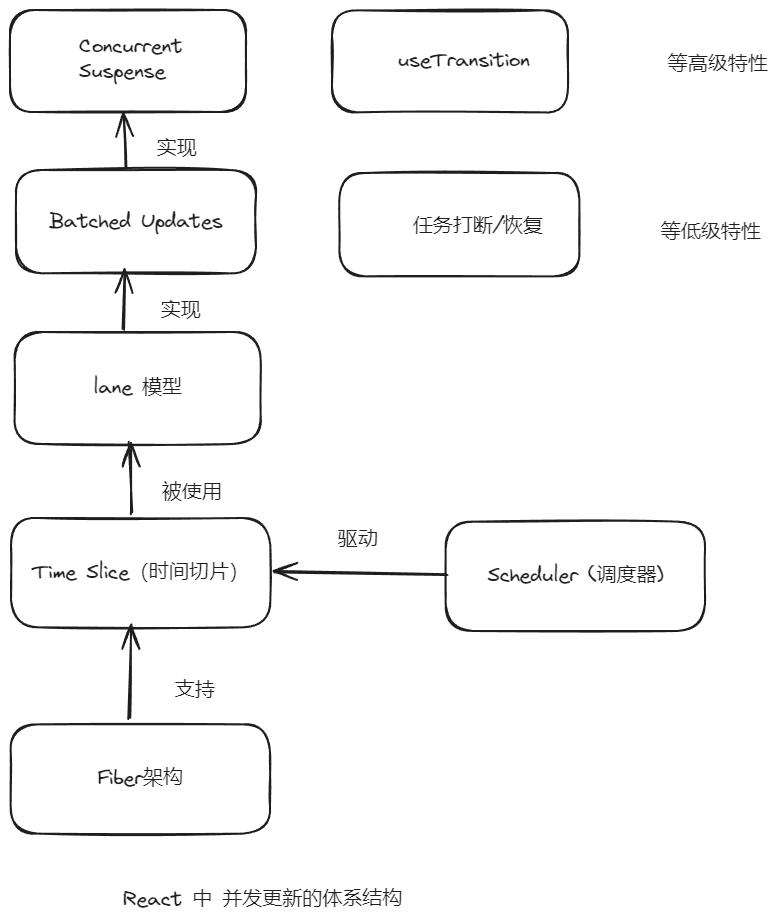 Concurrent
Suspense
useTransition
等高级特性
实现
Batched Updates
任务打断/恢复
等低级特性
实现
lane 模型
被使用
驱动
Time Slice (时间切片)
Scheduler (调度器)
支持
Fiber架构
React 中 并发更新的体系结构